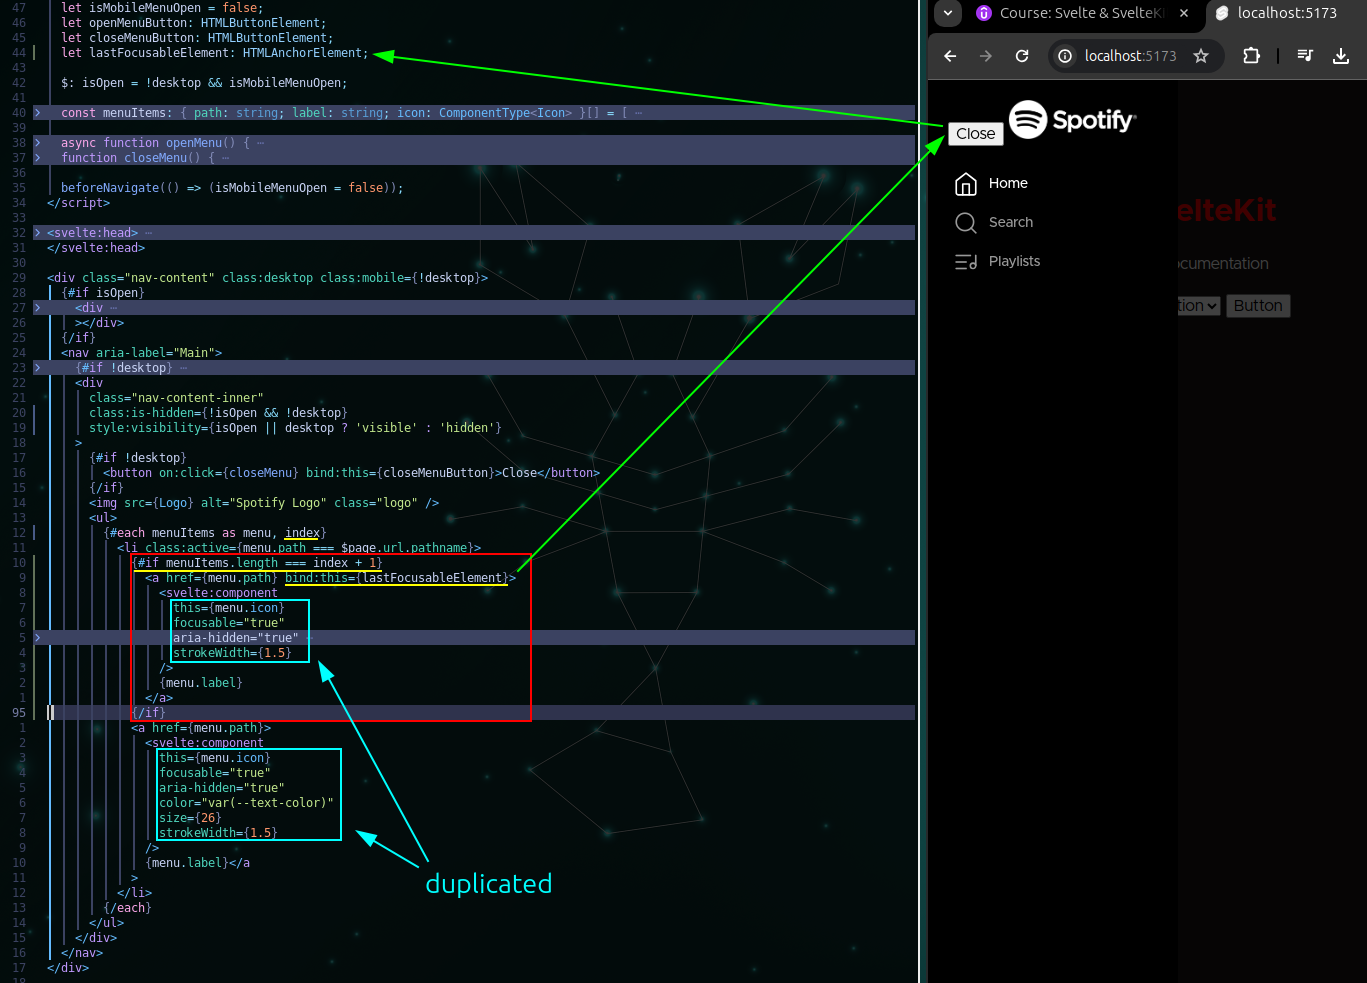 47 let isMobileMenuOpen = false;
46 let openMenuButton: HTMLButtonElement;
45 let closeMenuButton: HTMLButtonElement;
44 let lastFocusableElement: HTMLAnchorElement;
43
42 $: isOpen = !desktop && isMobileMenuOpen;
41
40 const menuItems: { path: string; label: string; icon: ComponentType<Icon> }[] = [ ⋯
39
38 async function openMenu() { ⋯
37 function closeMenu() { ⋯
36
35 beforeNavigate(() => (isMobileMenuOpen = false));
34 </script>
33
32 <svelte:head> ⋯
31 </svelte:head>
30
29 <div class="nav-content" class:desktop class:mobile={!desktop}>
28 {#if isOpen}
27 <div ⋯
26 ></div>
25 {/if}
24 <nav aria-label="Main">
23 {#if !desktop} ⋯
22 <div
21 class="nav-content-inner"
20 class:is-hidden={!isOpen && !desktop}
19 style:visibility={isOpen || desktop ? 'visible' : 'hidden'}
18 >
17 {#if !desktop}
16 <button on:click={closeMenu} bind:this={closeMenuButton}>Close</button>
15 {/if}
14 <img src={Logo} alt="Spotify Logo" class="logo" />
13 <ul>
12 {#each menuItems as menu, index}
11 <li class:active={menu.path === $page.url.pathname}>
10 {#if menuItems.length === index + 1}
9 <a href={menu.path} bind:this={lastFocusableElement}>
8 <svelte:component
7 this={menu.icon}
6 focusable="true"
5 aria-hidden="true" ⋯
4 strokeWidth={1.5}
3 />
2 {menu.label}
1 </a>
95 {/if}
1 <a href={menu.path}>
2 <svelte:component
3 this={menu.icon}
4 focusable="true"
5 aria-hidden="true"
6 color="var(--text-color)"
7 size={26}
8 strokeWidth={1.5}
9 />
10 {menu.label}</a
11 >
12 </li>
13 {/each}
14 </ul>
15 </div>
16 </nav>
17 </div>
18
duplicated
Course: Svelte & SvelteKi
localhost:5173
localhost:5173
Close
Spotify
Home
Search
Playlists
velteKit
ocumentation
tion
Button